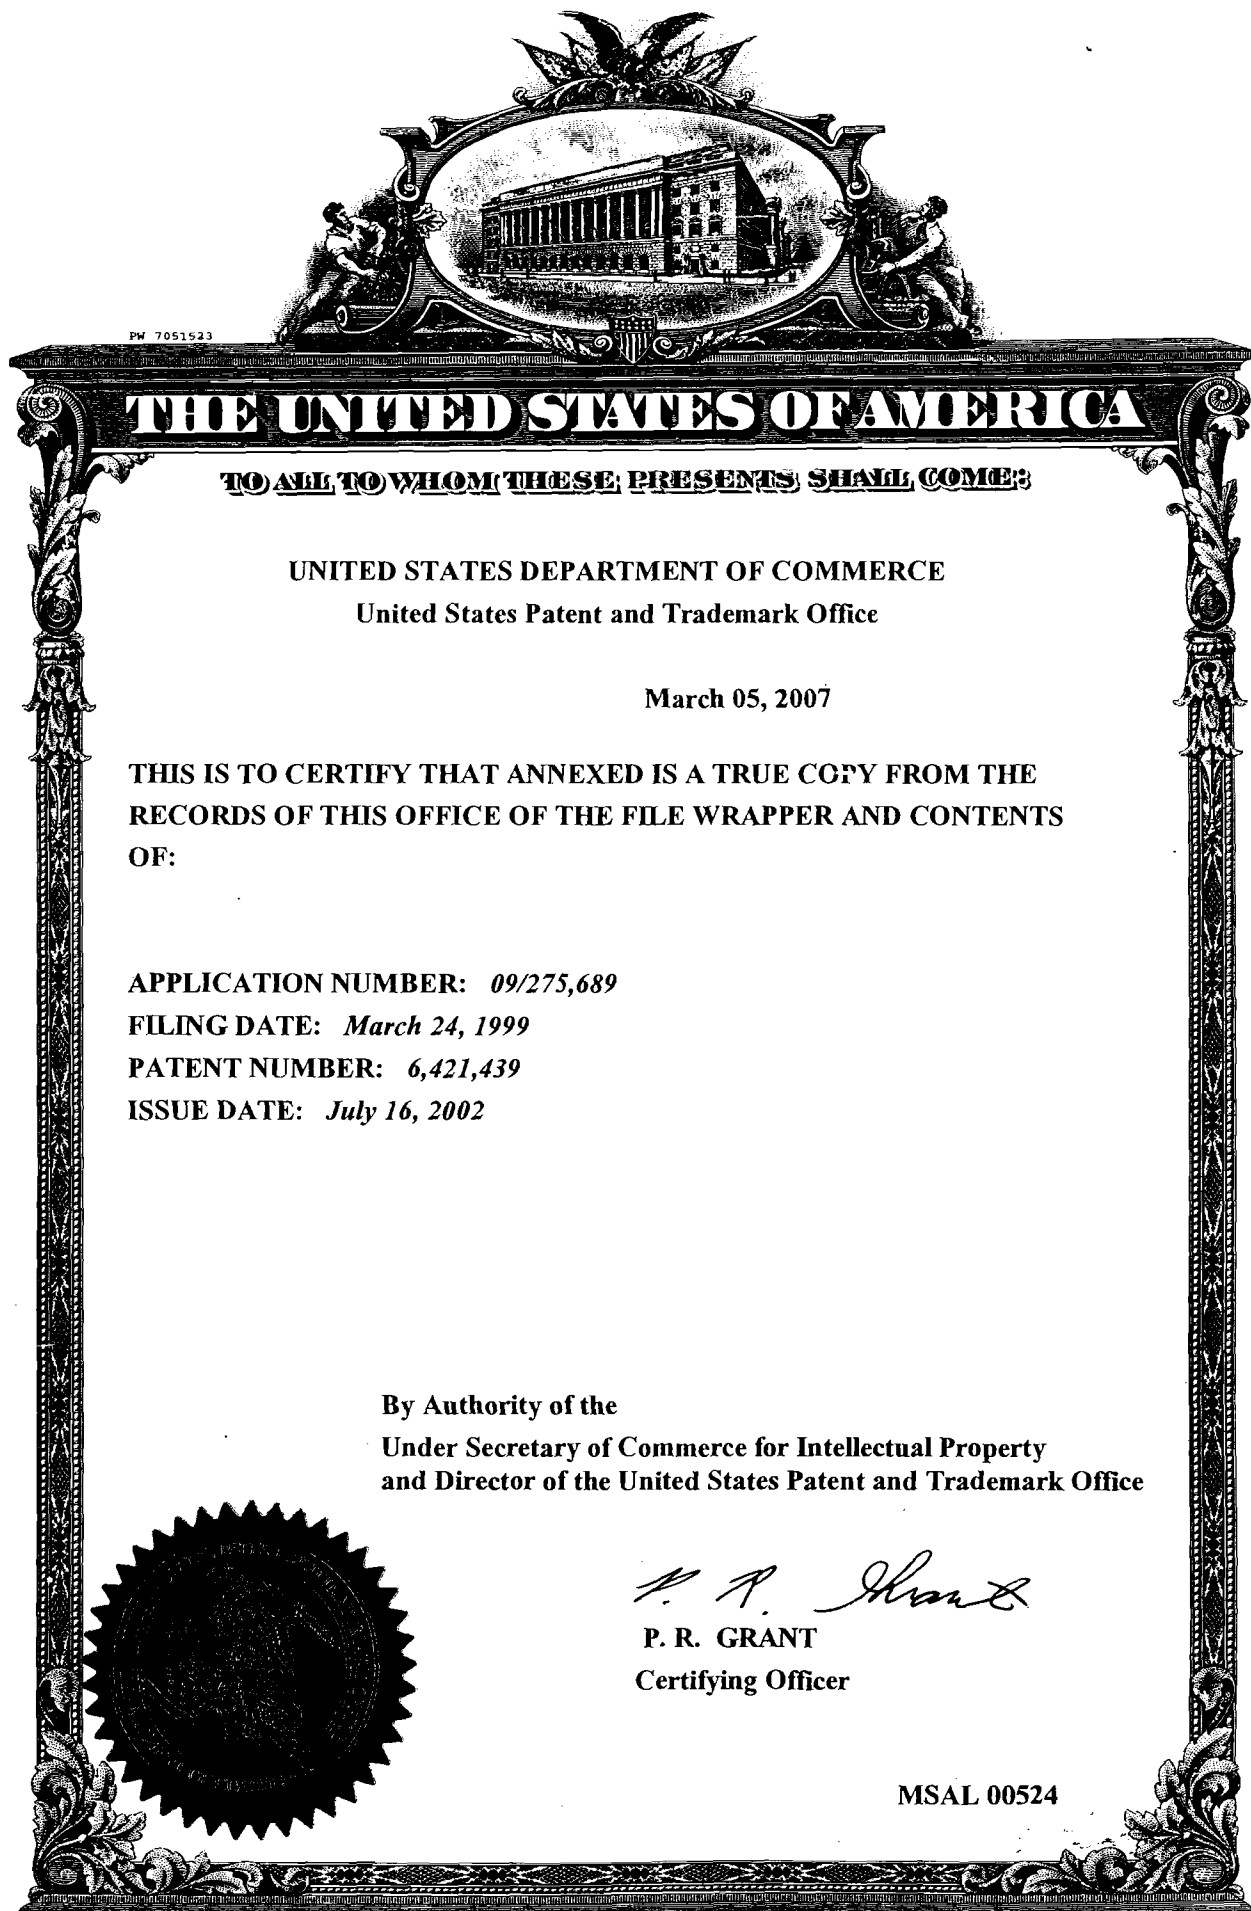 PW 7051523
THE UNITED STATES OF AMERICA
TO ALL TO WHOM THESE PRESENTS SHALL COME:
UNITED STATES DEPARTMENT OF COMMERCE
United States Patent and Trademark Office
March 05, 2007
THIS IS TO CERTIFY THAT ANNEXED IS A TRUE COPY FROM THE
RECORDS OF THIS OFFICE OF THE FILE WRAPPER AND CONTENTS
OF:
APPLICATION NUMBER: 09/275,689
FILING DATE: March 24, 1999
PATENT NUMBER: 6,421,439
ISSUE DATE: July 16, 2002
By Authority of the
Under Secretary of Commerce for Intellectual Property
and Director of the United States Patent and Trademark Office
P. R. Grant
P. R. GRANT
Certifying Officer
MSAL 00524